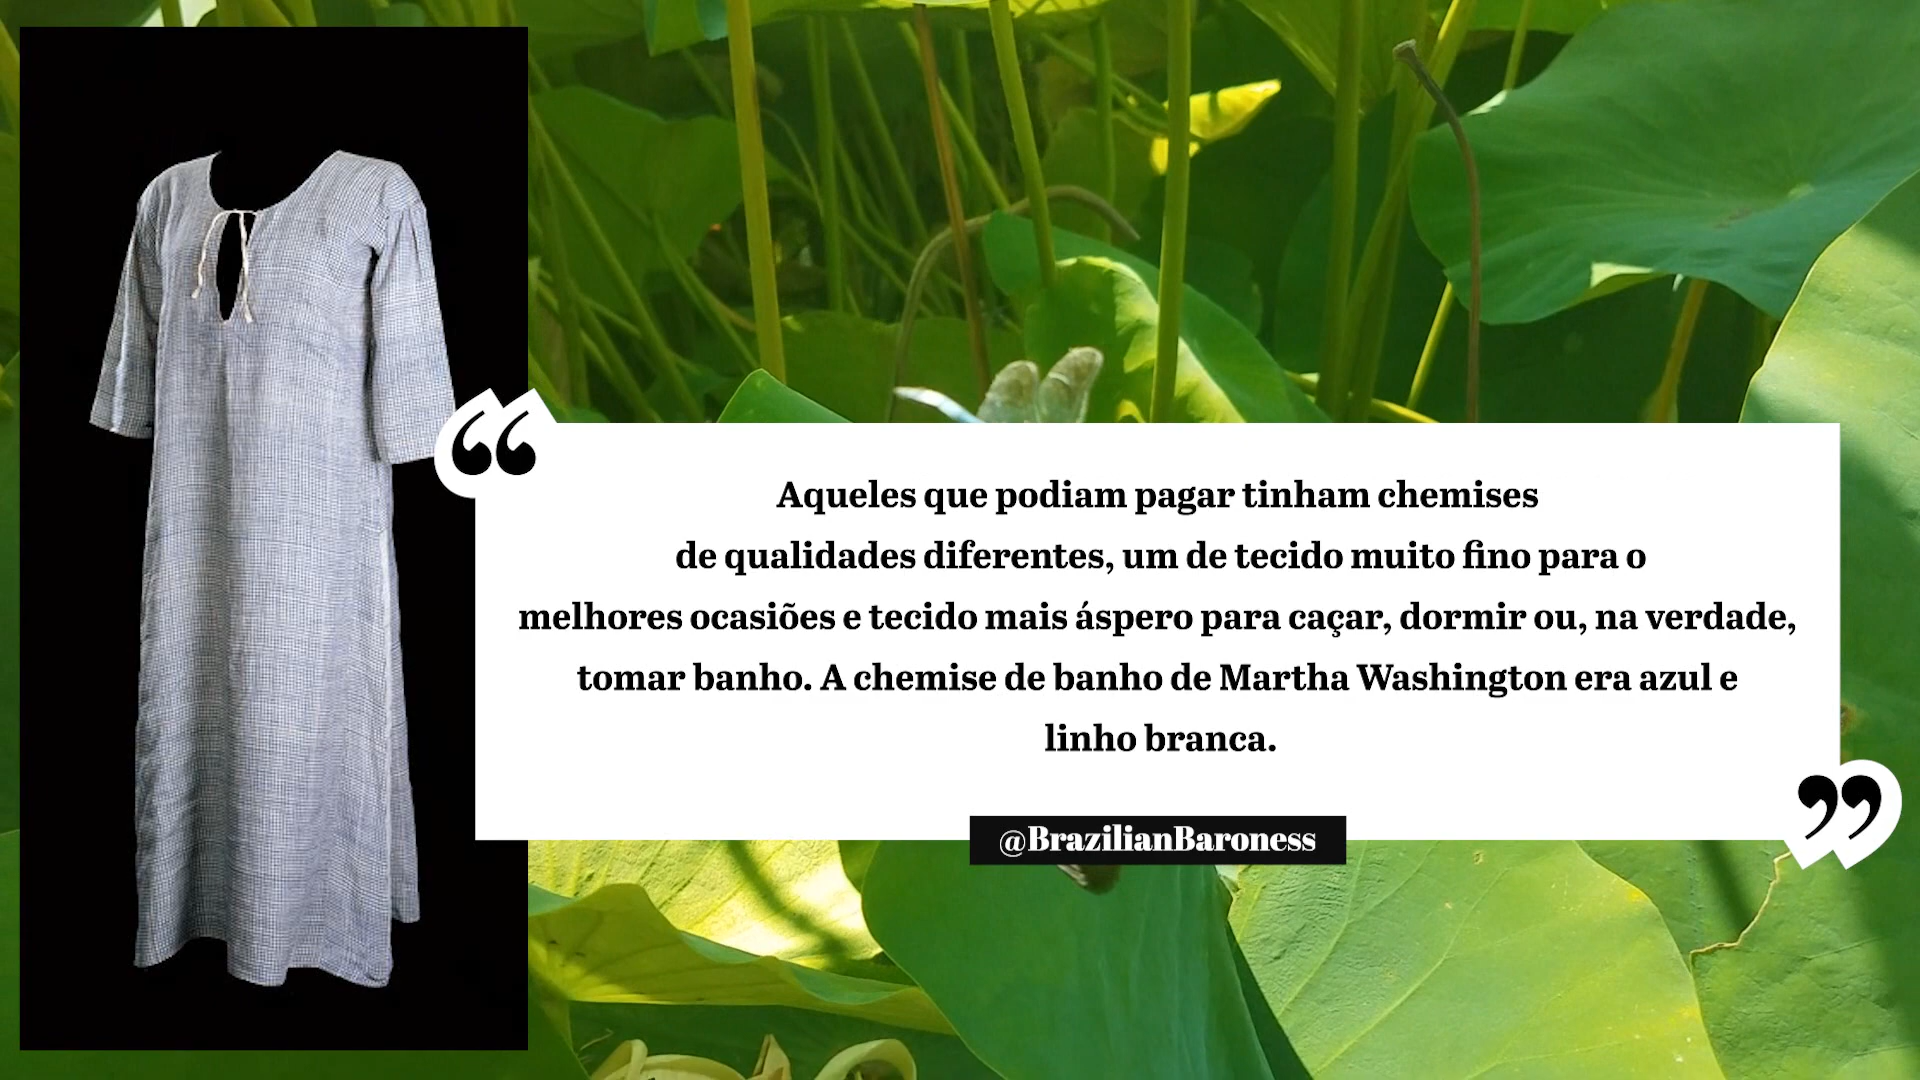 “
Aqueles que podiam pagar tinham chemises
de qualidades diferentes, um de tecido muito fino para o
melhores ocasiões e tecido mais áspero para caçar, dormir ou, na verdade,
tomar banho. A chemise de banho de Martha Washington era azul e
linho branca.
”
@BrazilianBaroness